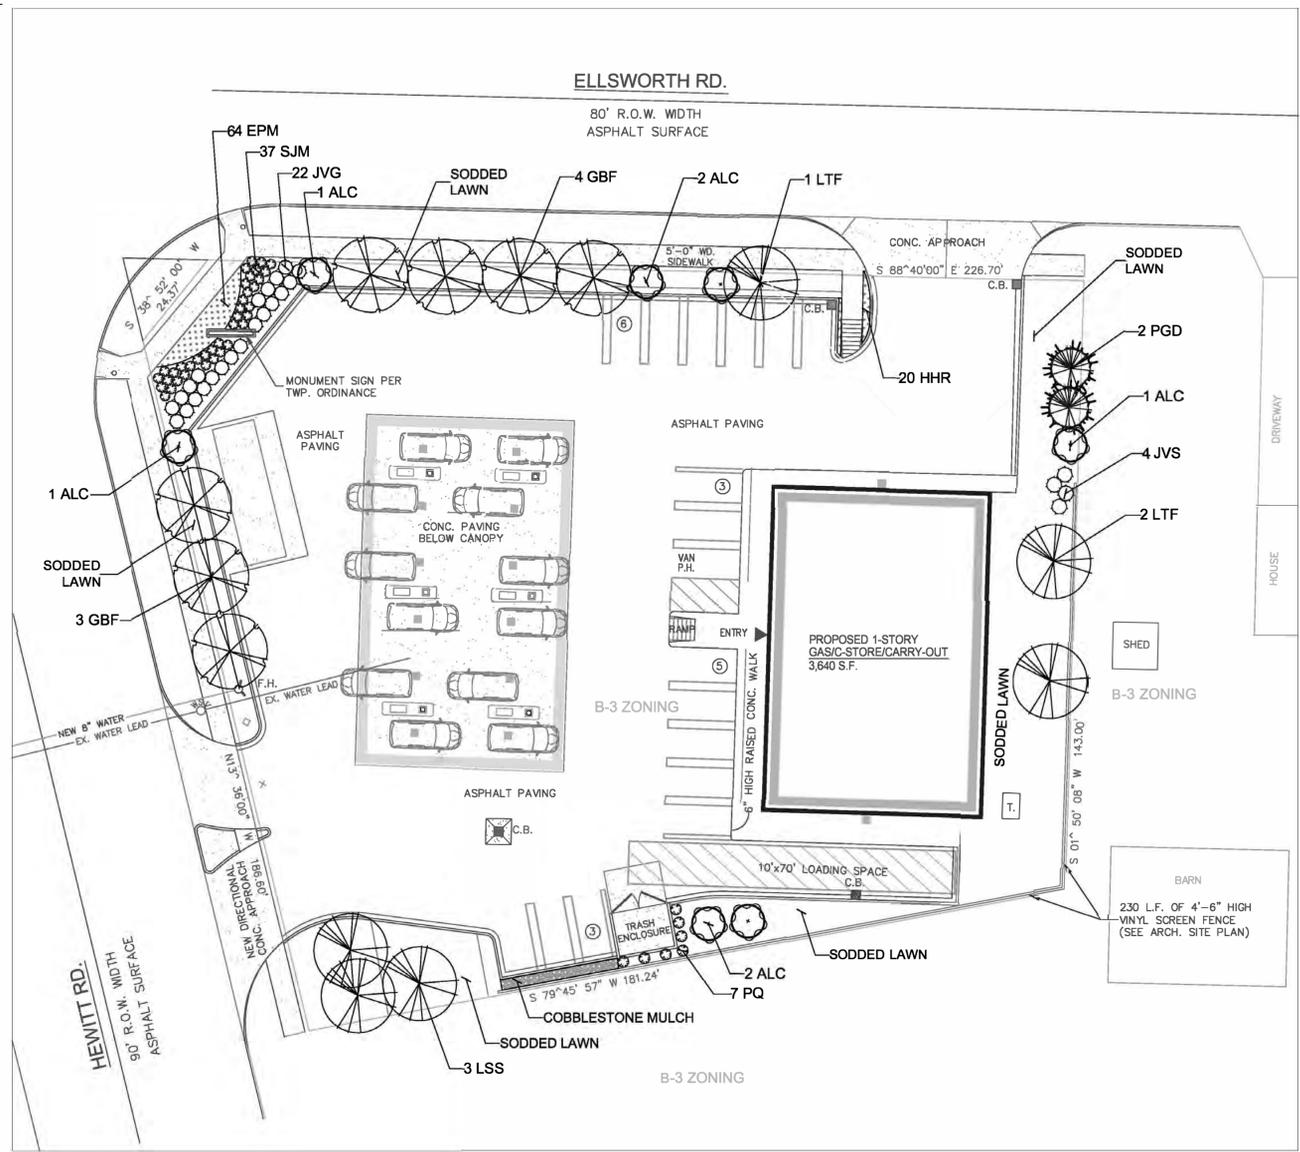 ELLSWORTH RD.
80' R.O.W. WIDTH
ASPHALT SURFACE
64 EPM
37 SJM
22 JVG
1 ALC
SODDED
LAWN
4 GBF
2 ALC
1 LTF
5'-0" WD.
SIDEWALK
CONC. APPROACH
S 88^40'00" E 226.70'
C.B.
C.B.
SODDED
LAWN
S 38^ 52' 00" W
24.37'
6
2 PGD
20 HHR
MONUMENT SIGN PER
TWP. ORDINANCE
1 ALC
DRIVEWAY
ASPHALT
PAVING
ASPHALT PAVING
4 JVS
3
1 ALC
2 LTF
CONC. PAVING
BELOW CANOPY
VAN
P.H.
HOUSE
SODDED
LAWN
3 GBF
RAMP
ENTRY
PROPOSED 1-STORY
GAS/C-STORE/CARRY-OUT
3,640 S.F.
SHED
5
F.H.
B-3 ZONING
B-3 ZONING
EX. WATER LEAD
NEW 8" WATER
EX. WATER LEAD
6" HIGH RAISED CONC. WALK
SODDED LAWN
S 01^ 50' 08" W 143.00'
N13^ 36'00" W 186.60'
ASPHALT PAVING
T.
C.B.
NEW DIRECTIONAL
CONC. APPROACH
10'x70' LOADING SPACE
C.B.
BARN
230 L.F. OF 4'-6" HIGH
VINYL SCREEN FENCE
(SEE ARCH. SITE PLAN)
3
TRASH
ENCLOSURE
SODDED LAWN
2 ALC
7 PQ
S 79^45' 57" W 181.24'
COBBLESTONE MULCH
SODDED LAWN
3 LSS
B-3 ZONING
HEWITT RD.
90' R.O.W. WIDTH
ASPHALT SURFACE